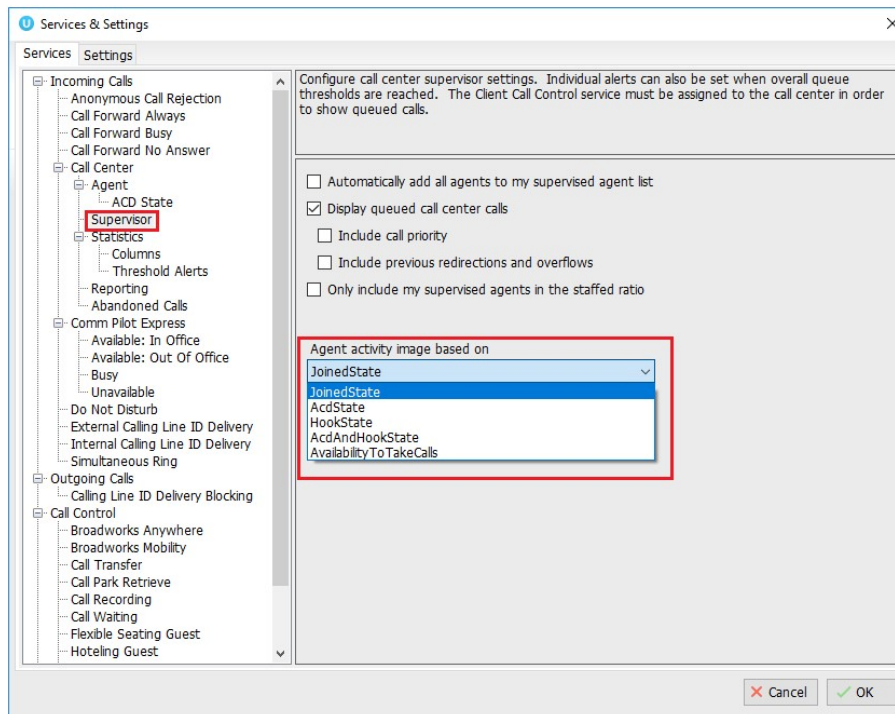 Services & Settings
Services
Settings
Incoming Calls
Anonymous Call Rejection
Call Forward Always
Call Forward Busy
Call Forward No Answer
Call Center
Agent
ACD State
Supervisor
Statistics
Columns
Threshold Alerts
Reporting
Abandoned Calls
Comm Pilot Express
Available: In Office
Available: Out Of Office
Busy
Unavailable
Do Not Disturb
External Calling Line ID Delivery
Internal Calling Line ID Delivery
Simultaneous Ring
Outgoing Calls
Calling Line ID Delivery Blocking
Call Control
Broadworks Anywhere
Broadworks Mobility
Call Transfer
Call Park Retrieve
Call Recording
Call Waiting
Flexible Seating Guest
Hoteling Guest
Configure call center supervisor settings. Individual alerts can also be set when overall queue
thresholds are reached. The Client Call Control service must be assigned to the call center in order
to show queued calls.
Automatically add all agents to my supervised agent list
Display queued call center calls
Include call priority
Include previous redirections and overflows
Only include my supervised agents in the staffed ratio
Agent activity image based on
JoinedState
JoinedState
AcdState
HookState
AcdAndHookState
AvailabilityToTakeCalls
Cancel
OK